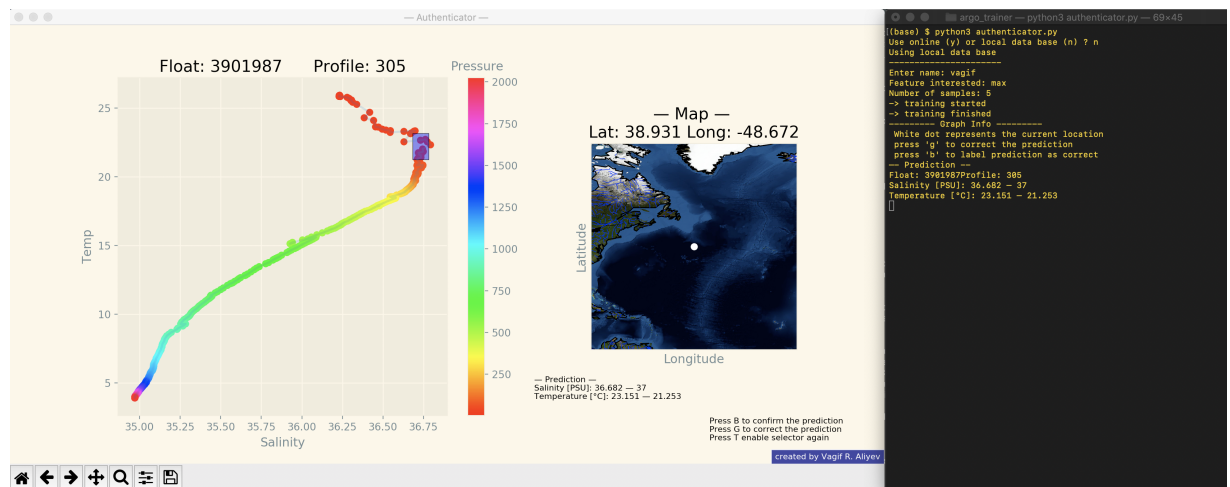 — Authenticator —
Float: 3901987 Profile: 305
Pressure
2000
1750
1500
1250
1000
750
500
250
25
20
15
10
5
Temp
35.00 35.25 35.50 35.75 36.00 36.25 36.50 36.75
Salinity
— Map —
Lat: 38.931 Long: -48.672
Latitude
Longitude
— Prediction —
Salinity [PSU]: 36.682 — 37
Temperature [°C]: 23.151 — 21.253
Press B to confirm the prediction
Press G to correct the prediction
Press T enable selector again
created by Vagif R. Aliyev
argo_trainer — python3 authenticator.py — 69×45
(base) $ python3 authenticator.py
Use online (y) or local data base (n) ? n
Using local data base
----------------------
Enter name: vagif
Feature interested: max
Number of samples: 5
-> training started
-> training finished
--------- Graph Info ---------
White dot represents the current location
press 'g' to correct the prediction
press 'b' to label prediction as correct
-- Prediction --
Float: 3901987Profile: 305
Salinity [PSU]: 36.682 — 37
Temperature [°C]: 23.151 — 21.253